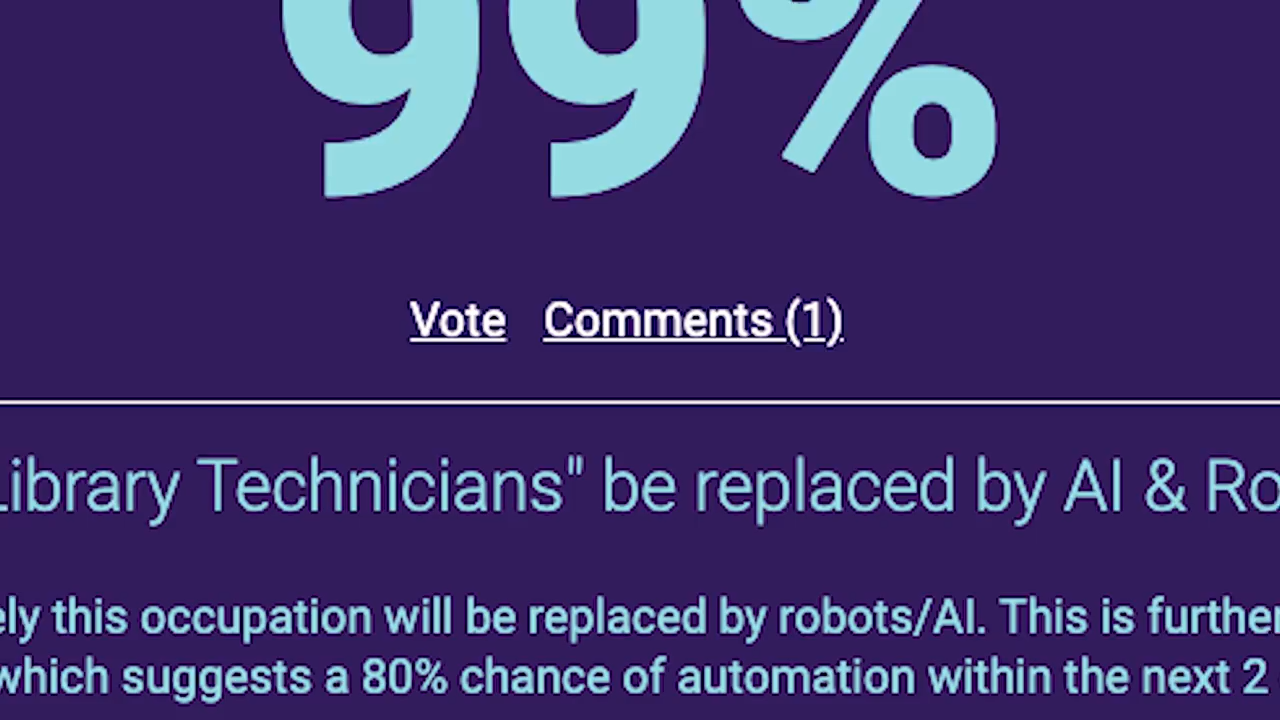 99%
Vote Comments (1)
Library Technicians" be replaced by AI & Ro
ely this occupation will be replaced by robots/AI. This is further
which suggests a 80% chance of automation within the next 2